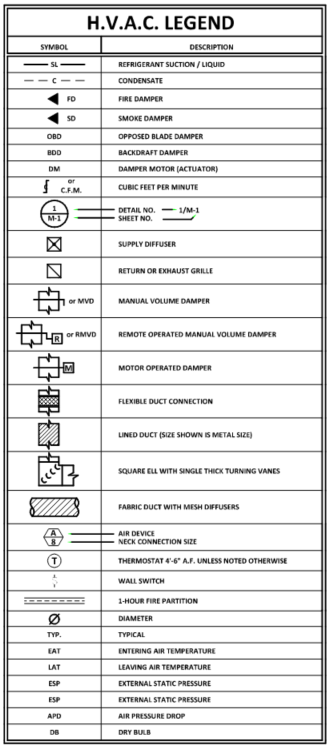 H.V.A.C. LEGEND
SYMBOL DESCRIPTION
SL REFRIGERANT SUCTION / LIQUID
C CONDENSATE
FD FIRE DAMPER
SD SMOKE DAMPER
OBD OPPOSED BLADE DAMPER
BDD BACKDRAFT DAMPER
DM DAMPER MOTOR (ACTUATOR)
or C.F.M. CUBIC FEET PER MINUTE
1 DETAIL NO. 1/M-1
M-1 SHEET NO.
SUPPLY DIFFUSER
RETURN OR EXHAUST GRILLE
or MVD MANUAL VOLUME DAMPER
R or RMVD REMOTE OPERATED MANUAL VOLUME DAMPER
M MOTOR OPERATED DAMPER
FLEXIBLE DUCT CONNECTION
LINED DUCT (SIZE SHOWN IS METAL SIZE)
SQUARE ELL WITH SINGLE THICK TURNING VANES
FABRIC DUCT WITH MESH DIFFUSERS
A AIR DEVICE
8 NECK CONNECTION SIZE
T THERMOSTAT 4'-6" A.F. UNLESS NOTED OTHERWISE
WALL SWITCH
1-HOUR FIRE PARTITION
Ø DIAMETER
TYP. TYPICAL
EAT ENTERING AIR TEMPERATURE
LAT LEAVING AIR TEMPERATURE
ESP EXTERNAL STATIC PRESSURE
ESP EXTERNAL STATIC PRESSURE
APD AIR PRESSURE DROP
DB DRY BULB